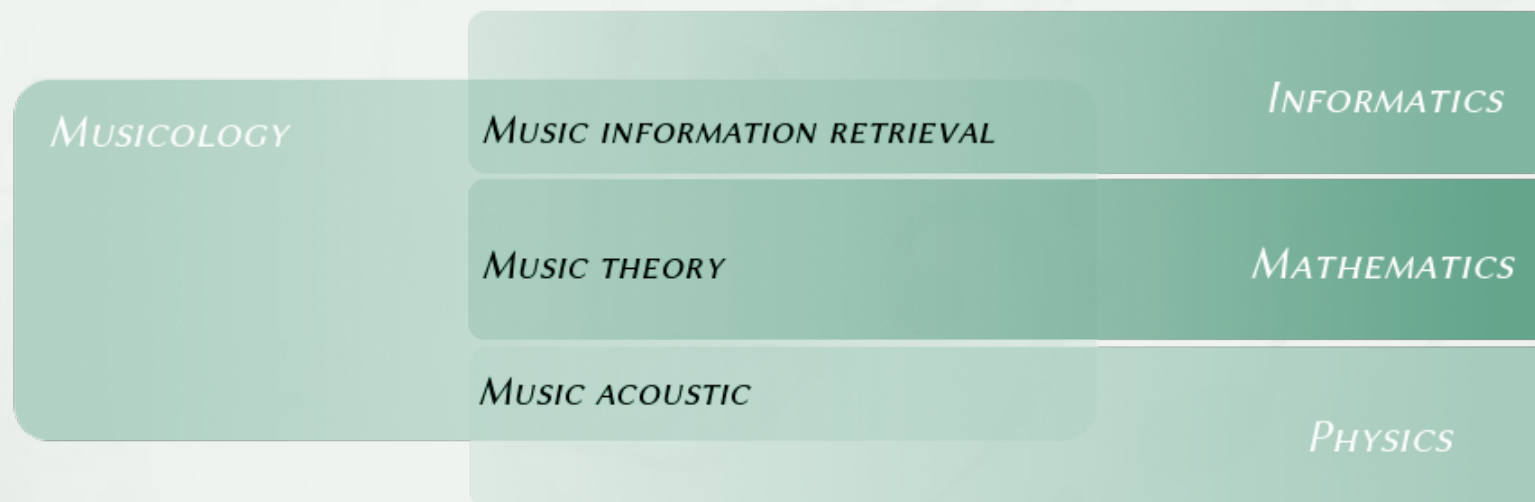 Musicology
Music information retrieval
Informatics
Music theory
Mathematics
Music acoustic
Physics